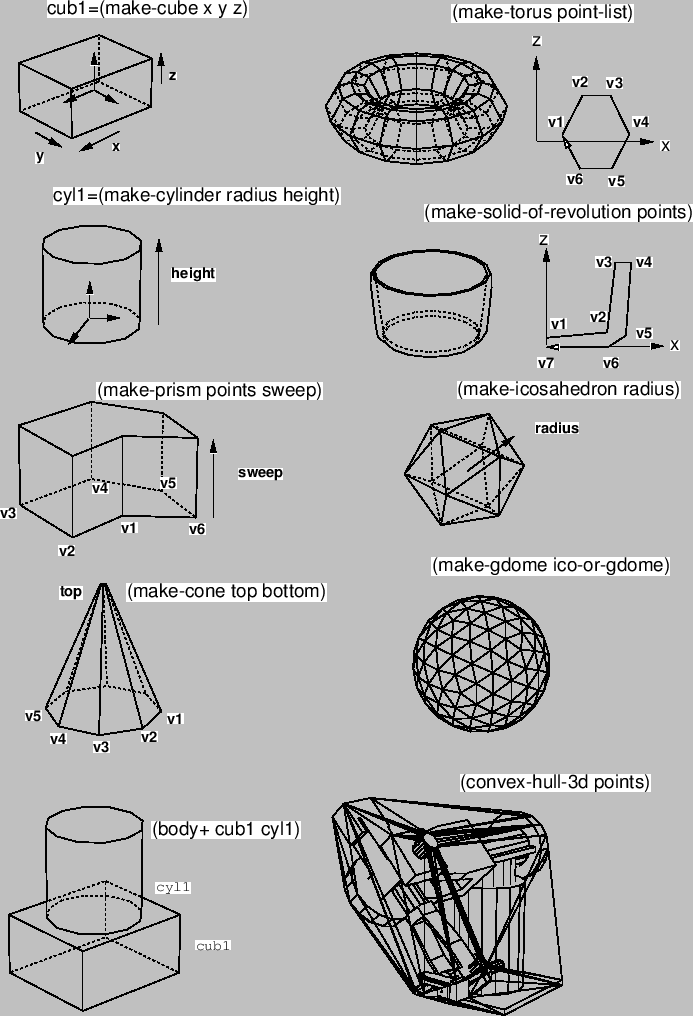 cub1=(make-cube x y z)
z
y
x
(make-torus point-list)
Z
v2 v3
v1 v4
X
v6 v5
cyl1=(make-cylinder radius height)
height
(make-solid-of-revolution points)
Z
v3 v4
v1 v2
v5
X
v7 v6
(make-prism points sweep)
sweep
v4 v5
v3
v1 v6
v2
(make-icosahedron radius)
radius
top
(make-cone top bottom)
v5 v1
v4 v2
v3
(make-gdome ico-or-gdome)
(body+ cub1 cyl1)
cyl1
cub1
(convex-hull-3d points)